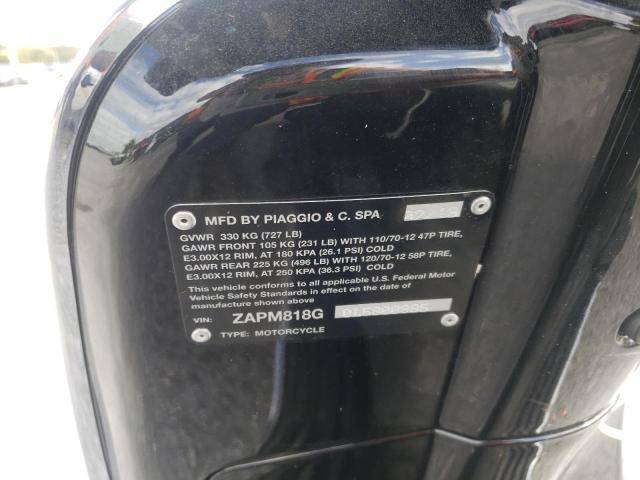 MFD BY PIAGGIO & C. SPA
GVWR 330 KG (727 LB)
GAWR FRONT 105 KG (231 LB) WITH 110/70-12 47P TIRE,
E3.00X12 RIM, AT 180 KPA (26.1 PSI) COLD
GAWR REAR 225 KG (496 LB) WITH 120/70-12 58P TIRE,
E3.00X12 RIM, AT 250 KPA (36.3 PSI) COLD
This vehicle conforms to all applicable U.S. Federal Motor
Vehicle Safety Standards in effect on the date of
manufacture shown above
VIN: ZAPM818G
TYPE: MOTORCYCLE